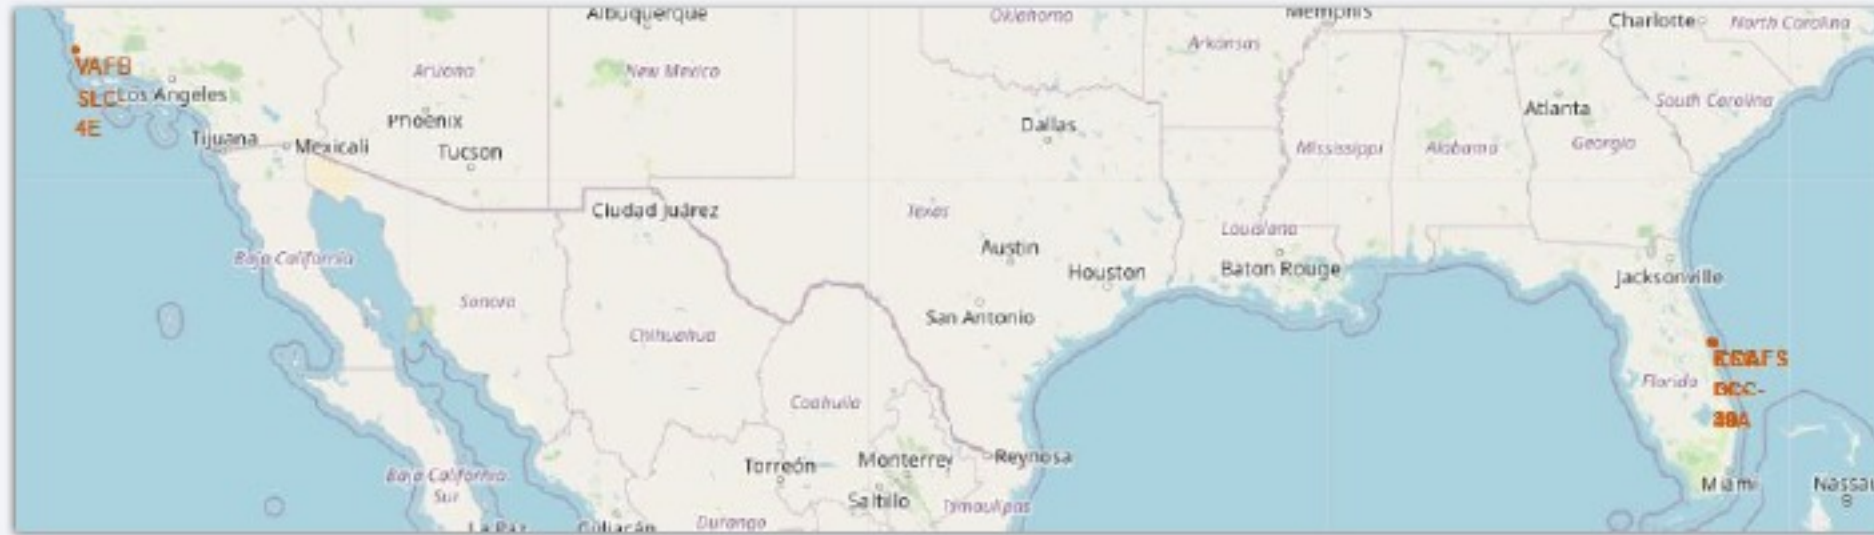 Albuquerque
Oklahoma
Memphis
Charlotte
North Carolina
VAFB
SLC-
4E
Los Angeles
Arizona
New Mexico
Arkansas
South Carolina
Phoenix
Dallas
Atlanta
Tijuana
Mexicali
Tucson
Mississippi
Alabama
Georgia
Ciudad Juárez
Texas
Louisiana
Austin
Baja California
Houston
Baton Rouge
Jacksonville
Sonora
San Antonio
Chihuahua
Florida
Coahuila
Torreón
Monterrey
Reynosa
Baja California
Sur
Saltillo
Tamaulipas
Miami
Nassau
La Paz
Culiacán
Durango